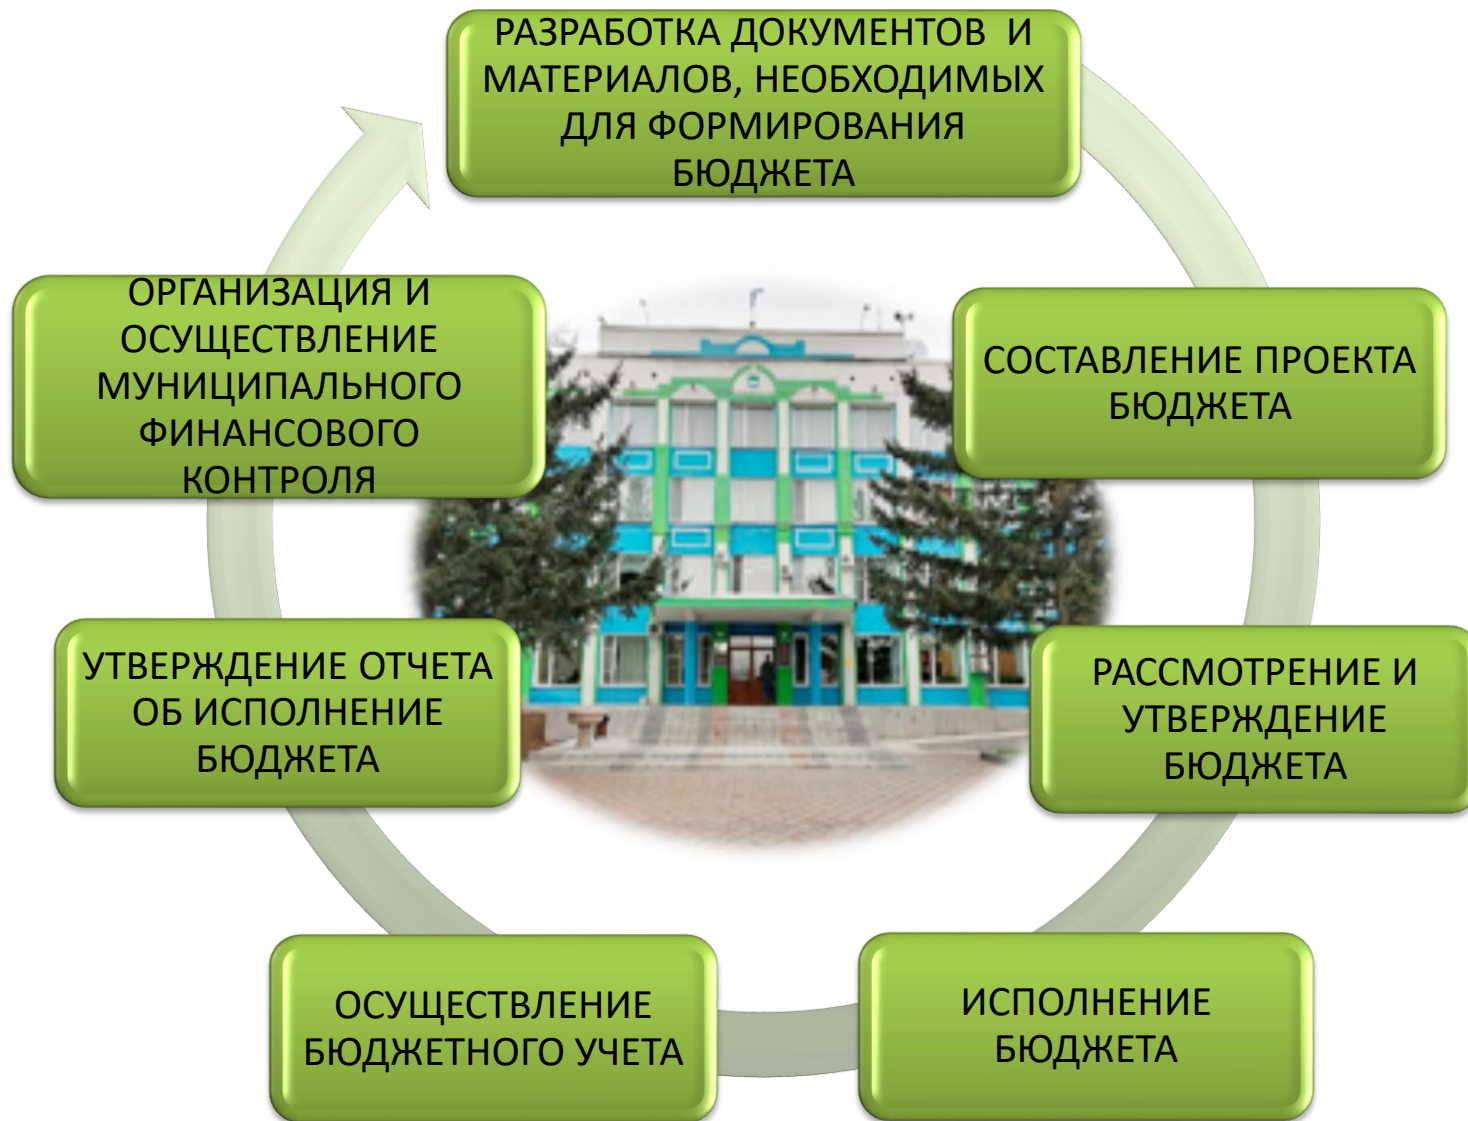 РАЗРАБОТКА ДОКУМЕНТОВ И
МАТЕРИАЛОВ, НЕОБХОДИМЫХ
ДЛЯ ФОРМИРОВАНИЯ
БЮДЖЕТА
СОСТАВЛЕНИЕ ПРОЕКТА
БЮДЖЕТА
РАССМОТРЕНИЕ И
УТВЕРЖДЕНИЕ
БЮДЖЕТА
ИСПОЛНЕНИЕ
БЮДЖЕТА
ОСУЩЕСТВЛЕНИЕ
БЮДЖЕТНОГО УЧЕТА
УТВЕРЖДЕНИЕ ОТЧЕТА
ОБ ИСПОЛНЕНИЕ
БЮДЖЕТА
ОРГАНИЗАЦИЯ И
ОСУЩЕСТВЛЕНИЕ
МУНИЦИПАЛЬНОГО
ФИНАНСОВОГО
КОНТРОЛЯ